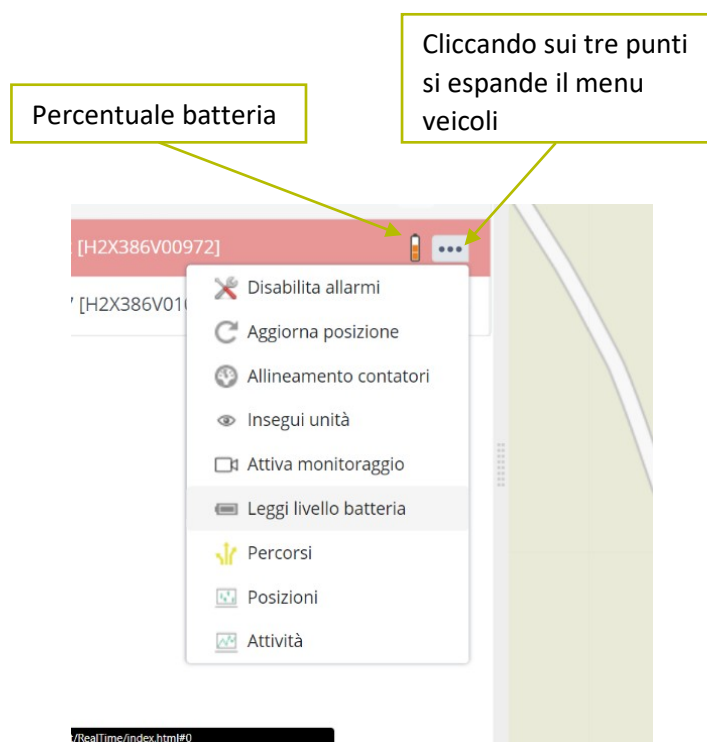 Cliccando sui tre punti
si espande il menu
veicoli
Percentuale batteria
[H2X386V00972]
[H2X386V01
Disabilita allarmi
Aggiorna posizione
Allineamento contatori
Insegui unità
Attiva monitoraggio
Leggi livello batteria
Percorsi
Posizioni
Attività
/RealTime/index.html#0